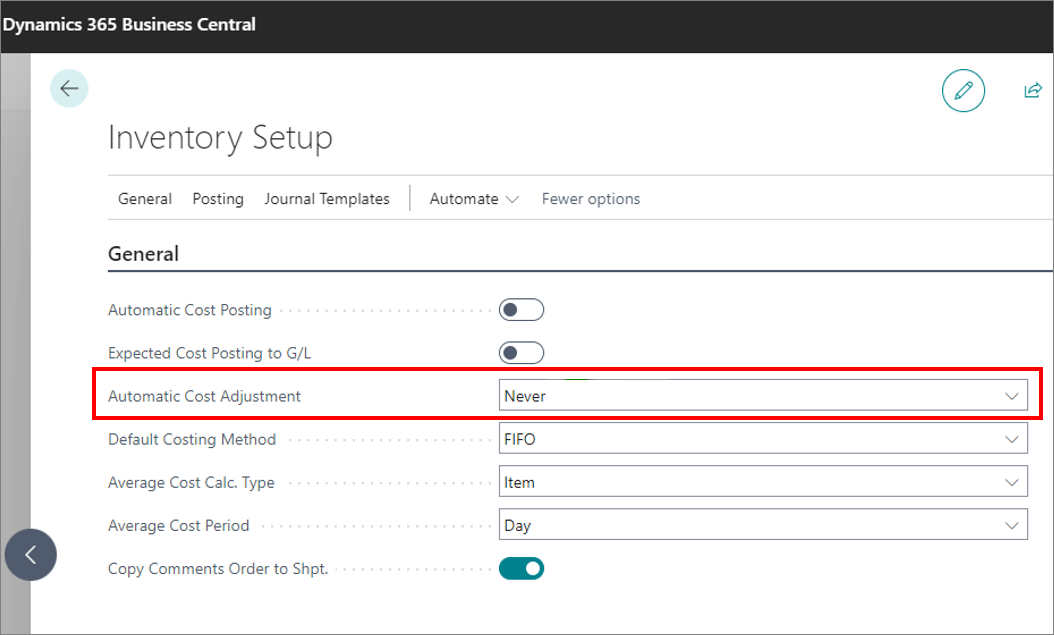 Dynamics 365 Business Central
Inventory Setup
General Posting Journal Templates Automate Fewer options
General
Automatic Cost Posting
Expected Cost Posting to G/L
Automatic Cost Adjustment Never
Default Costing Method FIFO
Average Cost Calc. Type Item
Average Cost Period Day
Copy Comments Order to Shpt.